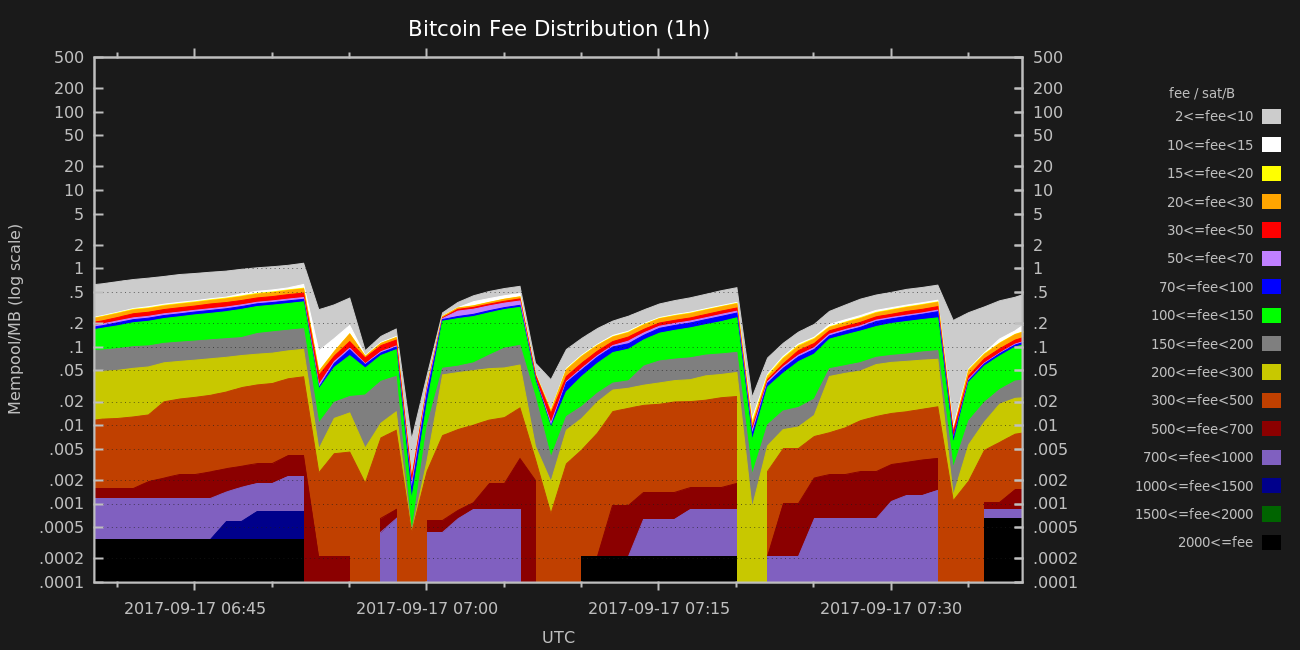 Bitcoin Fee Distribution (1h)
Mempool/MB (log scale)
500
200
100
50
20
10
5
2
1
.5
.2
.1
.05
.02
.01
.005
.002
.001
.0005
.0002
.0001
500
200
100
50
20
10
5
2
1
.5
.2
.1
.05
.02
.01
.005
.002
.001
.0005
.0002
.0001
2017-09-17 06:45 2017-09-17 07:00 2017-09-17 07:15 2017-09-17 07:30
UTC
fee / sat/B
2<=fee<10
10<=fee<15
15<=fee<20
20<=fee<30
30<=fee<50
50<=fee<70
70<=fee<100
100<=fee<150
150<=fee<200
200<=fee<300
300<=fee<500
500<=fee<700
700<=fee<1000
1000<=fee<1500
1500<=fee<2000
2000<=fee